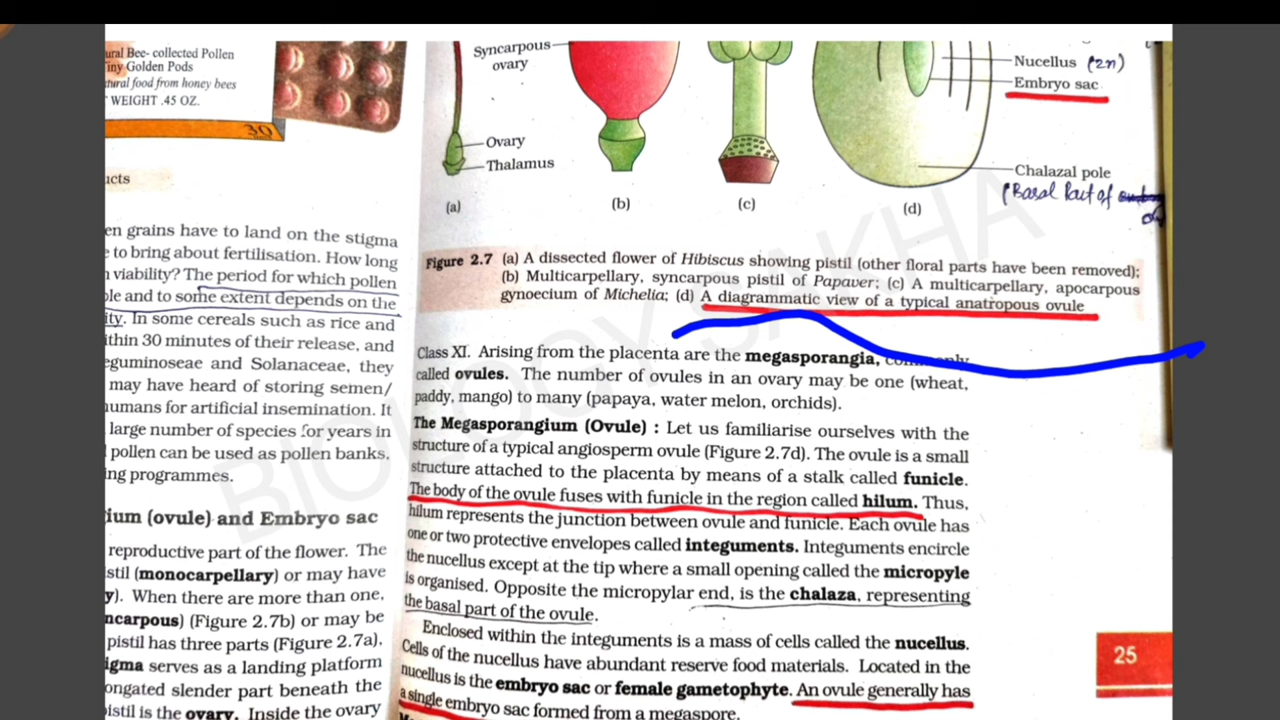 ural Bee- collected Pollen
iny Golden Pods
tural food from honey bees
WEIGHT .45 OZ.
30
ucts
en grains have to land on the stigma
e to bring about fertilisation. How long
n viability? The period for which pollen
ble and to some extent depends on the
ity. In some cereals such as rice and
ithin 30 minutes of their release, and
eguminoseae and Solanaceae, they
may have heard of storing semen/
humans for artificial insemination. It
large number of species for years in
pollen can be used as pollen banks,
ing programmes.
ium (ovule) and Embryo sac
reproductive part of the flower. The
stil (monocarpellary) or may have
y). When there are more than one,
ncarpous) (Figure 2.7b) or may be
pistil has three parts (Figure 2.7a),
igma serves as a landing platform
ongated slender part beneath the
istil is the ovary. Inside the ovary
Syncarpous
ovary
Ovary
Thalamus
Nucellus (2n)
Embryo sac
Chalazal pole
(Basal Part of
(a)
(b)
(c)
(d)
Figure 2.7 (a) A dissected flower of Hibiscus showing pistil (other floral parts have been removed);
(b) Multicarpellary, syncarpous pistil of Papaver; (c) A multicarpellary, apocarpous
gynoecium of Michelia; (d) A diagrammatic view of a typical anatropous ovule
Class XI. Arising from the placenta are the megasporangia,
called ovules. The number of ovules in an ovary may be one (wheat,
paddy, mango) to many (papaya, water melon, orchids).
The Megasporangium (Ovule) : Let us familiarise ourselves with the
structure of a typical angiosperm ovule (Figure 2.7d). The ovule is a small
structure attached to the placenta by means of a stalk called funicle.
The body of the ovule fuses with funicle in the region called hilum. Thus,
hilum represents the junction between ovule and funicle. Each ovule has
one or two protective envelopes called integuments. Integuments encircle
the nucellus except at the tip where a small opening called the micropyle
is organised. Opposite the micropylar end, is the chalaza, representing
the basal part of the ovule.
Enclosed within the integuments is a mass of cells called the nucellus.
Cells of the nucellus have abundant reserve food materials. Located in the
nucellus is the embryo sac or female gametophyte. An ovule generally has
a single embryo sac formed from a megaspore.
25
BIOLOGY SAKHA